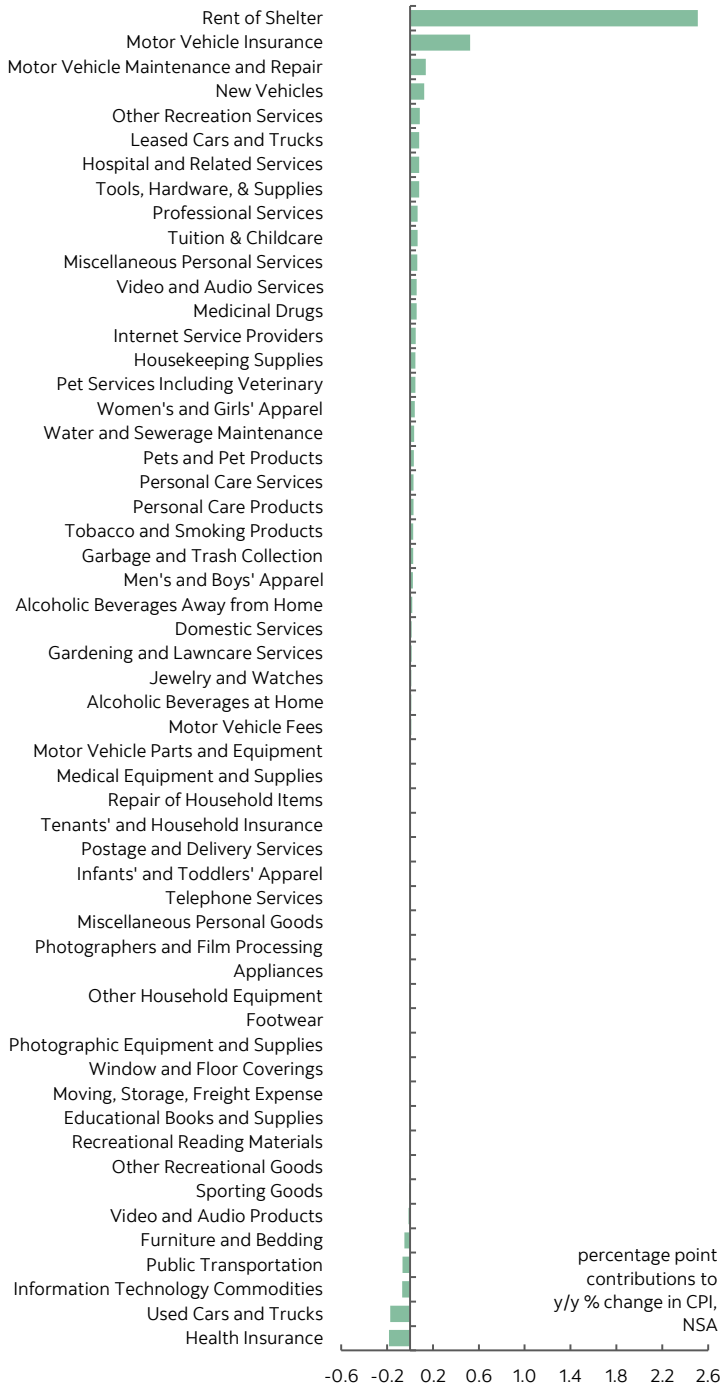 Rent of Shelter
Motor Vehicle Insurance
Motor Vehicle Maintenance and Repair
New Vehicles
Other Recreation Services
Leased Cars and Trucks
Hospital and Related Services
Tools, Hardware, & Supplies
Professional Services
Tuition & Childcare
Miscellaneous Personal Services
Video and Audio Services
Medicinal Drugs
Internet Service Providers
Housekeeping Supplies
Pet Services Including Veterinary
Women's and Girls' Apparel
Water and Sewerage Maintenance
Pets and Pet Products
Personal Care Services
Personal Care Products
Tobacco and Smoking Products
Garbage and Trash Collection
Men's and Boys' Apparel
Alcoholic Beverages Away from Home
Domestic Services
Gardening and Lawncare Services
Jewelry and Watches
Alcoholic Beverages at Home
Motor Vehicle Fees
Motor Vehicle Parts and Equipment
Medical Equipment and Supplies
Repair of Household Items
Tenants' and Household Insurance
Postage and Delivery Services
Infants' and Toddlers' Apparel
Telephone Services
Miscellaneous Personal Goods
Photographers and Film Processing
Appliances
Other Household Equipment
Footwear
Photographic Equipment and Supplies
Window and Floor Coverings
Moving, Storage, Freight Expense
Educational Books and Supplies
Recreational Reading Materials
Other Recreational Goods
Sporting Goods
Video and Audio Products
Furniture and Bedding
Public Transportation
Information Technology Commodities
Used Cars and Trucks
Health Insurance
percentage point
contributions to
y/y % change in CPI,
NSA
-0.6 -0.2 0.2 0.6 1.0 1.4 1.8 2.2 2.6